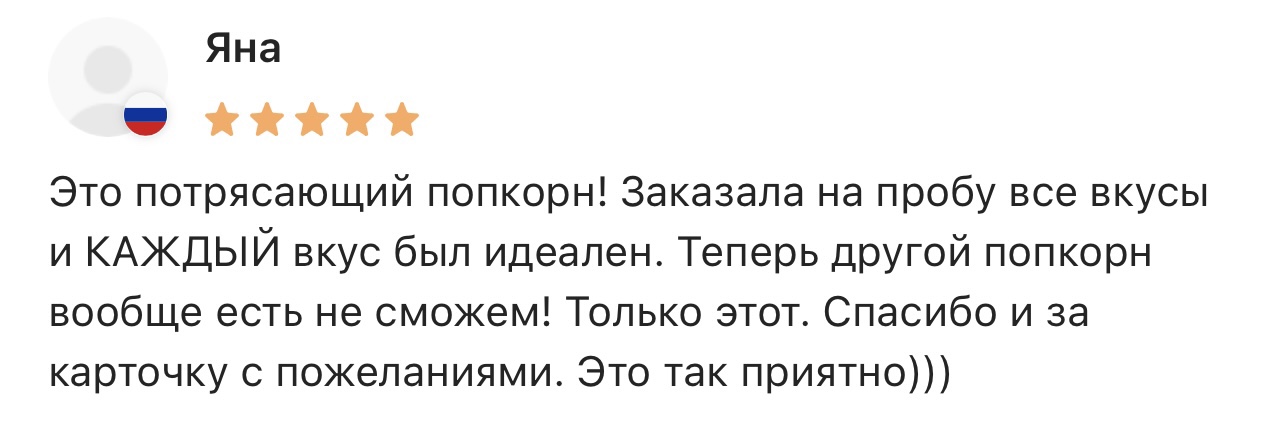 Яна
Это потрясающий попкорн! Заказала на пробу все вкусы
и КАЖДЫЙ вкус был идеален. Теперь другой попкорн
вообще есть не сможем! Только этот. Спасибо и за
карточку с пожеланиями. Это так приятно)))